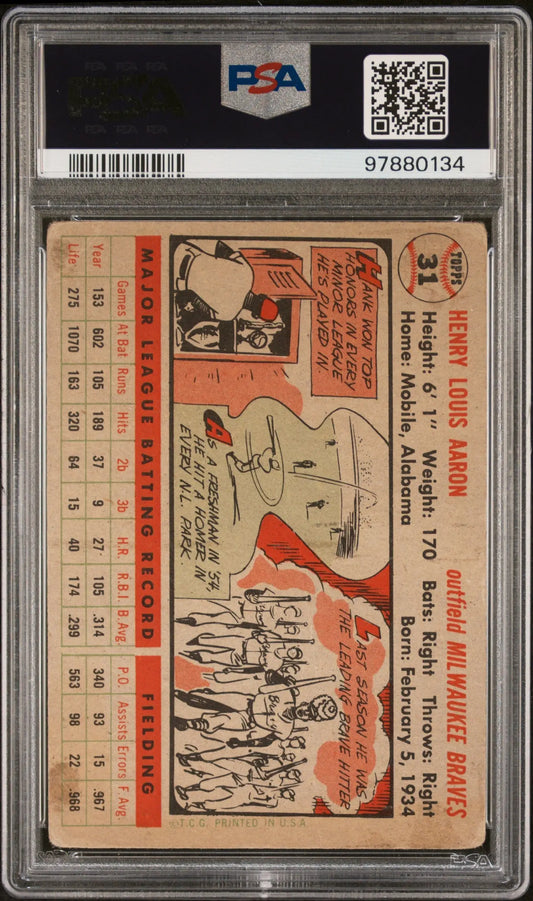 PSA
97880134
TOPPS
31
HENRY LOUIS AARON outfield MILWAUKEE BRAVES
Height: 6' 1" Weight: 170 Bats: Right Throws: Right
Home: Mobile, Alabama Born: February 5, 1934
HANK WON TOP
HONORS IN EVERY
MINOR LEAGUE
HE'S PLAYED IN.
AS A FRESHMAN IN '54,
HE HIT A HOMER IN
EVERY N.L. PARK.
LAST SEASON HE WAS
THE LEADING BRAVE HITTER
Braves
©T.C.G. PRINTED IN U.S.A.
MAJOR LEAGUE BATTING RECORD FIELDING
Games At Bat Runs Hits 2b 3b H.R. R.B.I. B. Avg. P.O. Assists Errors F. Avg.
Year 153 602 105 189 37 9 27 105 .314 340 93 15 .967
Life 275 1070 163 320 64 15 40 174 .299 563 98 22 .968
PSA